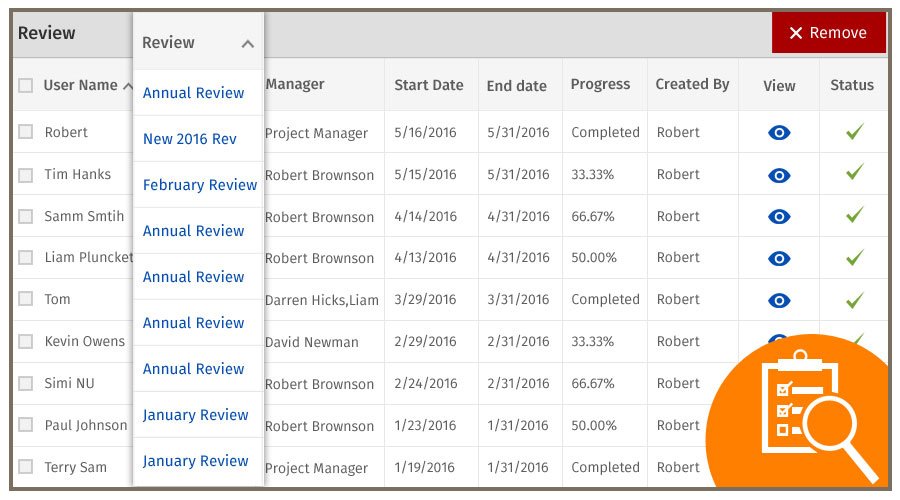 Review
Review
Remove
User Name Manager Start Date End date Progress Created By View Status
Robert Annual Review Project Manager 5/16/2016 5/31/2016 Completed Robert
Tim Hanks New 2016 Rev Robert Brownson 5/15/2016 5/31/2016 33.33% Robert
Samm Smtih February Review Robert Brownson 4/14/2016 4/31/2016 66.67% Robert
Liam Pluncket Annual Review Robert Brownson 4/13/2016 4/31/2016 50.00% Robert
Tom Annual Review Darren Hicks,Liam 3/29/2016 3/31/2016 Completed Robert
Kevin Owens Annual Review David Newman 2/29/2016 2/31/2016 33.33% Robert
Simi NU Annual Review Robert Brownson 2/24/2016 2/31/2016 66.67% Robert
Paul Johnson January Review Robert Brownson 1/23/2016 1/31/2016 50.00% Robert
Terry Sam January Review Project Manager 1/19/2016 1/31/2016 Completed Robert